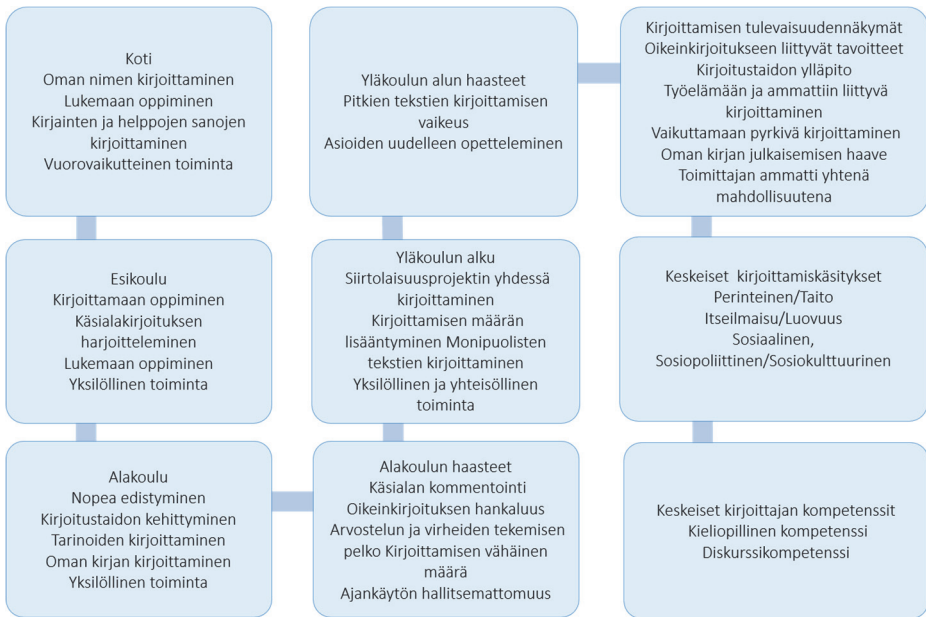 Koti
Oman nimen kirjoittaminen
Lukemaan oppiminen
Kirjainten ja helppojen sanojen
kirjoittaminen
Vuorovaikutteinen toiminta
Esikoulu
Kirjoittamaan oppiminen
Käsialakirjoituksen
harjoitteleminen
Lukemaan oppiminen
Yksilöllinen toiminta
Alakoulu
Nopea edistyminen
Kirjoitustaidon kehittyminen
Tarinoiden kirjoittaminen
Oman kirjan kirjoittaminen
Yksilöllinen toiminta
Alakoulun haasteet
Käsialan kommentointi
Oikeinkirjoituksen hankaluus
Arvostelun ja virheiden tekemisen
pelko Kirjoittamisen vähäinen
määrä
Ajankäytön hallitsemattomuus
Yläkoulun alku
Siirtolaisuusprojektin yhdessä
kirjoittaminen
Kirjoittamisen määrän
lisääntyminen Monipuolisten
tekstien kirjoittaminen
Yksilöllinen ja yhteisöllinen
toiminta
Yläkoulun alun haasteet
Pitkien tekstien kirjoittamisen
vaikeus
Asioiden uudelleen opetteleminen
Kirjoittamisen tulevaisuudennäkymät
Oikeinkirjoitukseen liittyvät tavoitteet
Kirjoitustaidon ylläpito
Työelämään ja ammattiin liittyvä
kirjoittaminen
Vaikuttamaan pyrkivä kirjoittaminen
Oman kirjan julkaisemisen haave
Toimittajan ammatti yhtenä
mahdollisuutena
Keskeiset kirjoittamiskäsitykset
Perinteinen/Taito
Itseilmaisu/Luovuus
Sosiaalinen,
Sosiopoliittinen/Sosiokulttuurinen
Keskeiset kirjoittajan kompetenssit
Kieliopillinen kompetenssi
Diskurssikompetenssi